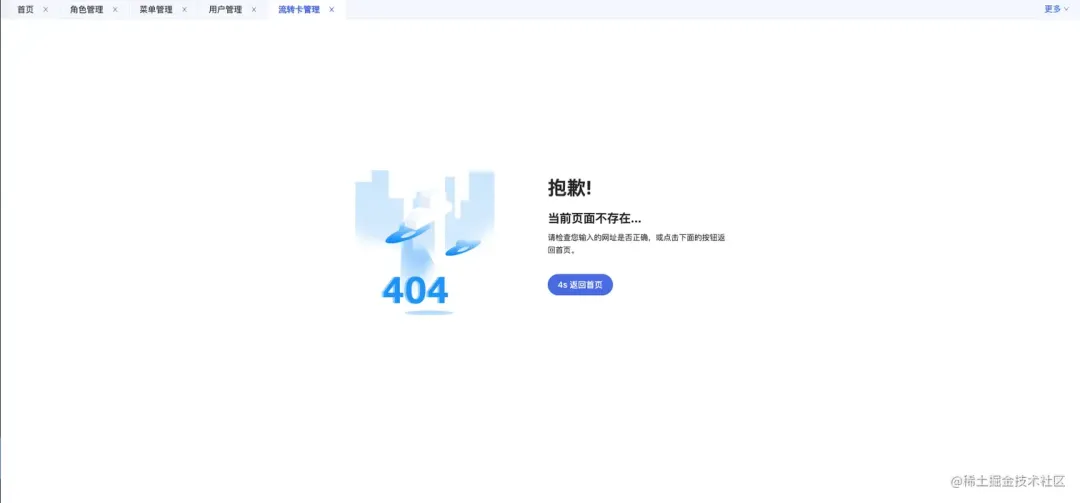 首页 X 角色管理 X 菜单管理 X 用户管理 X 流转卡管理 X 更多
抱歉!
当前页面不存在...
请检查您输入的网址是否正确，或点击下面的按钮返
回首页。
404
4s 返回首页
@稀土掘金技术社区